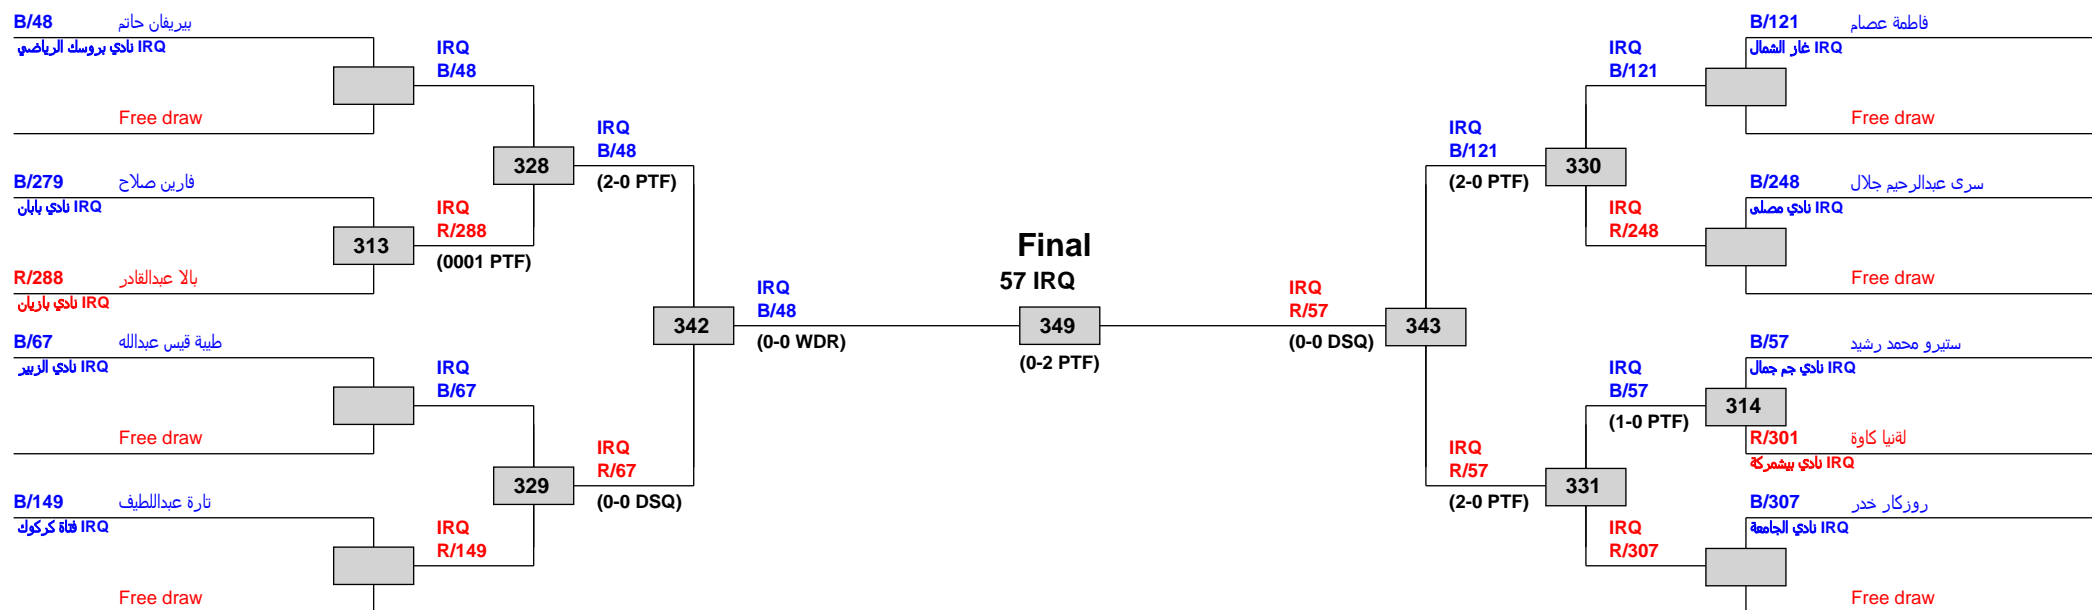 B/48 بيريفان حاتم
IRQ نادي بروسك الرياضي
Free draw
B/279 فارين صلاح
IRQ نادي بابان
R/288 بالا عبدالقادر
IRQ نادي بازيان
B/67 طيبة قيس عبدالله
IRQ نادي الزبير
Free draw
B/149 تارة عبداللطيف
IRQ فتاة كركوك
Free draw
IRQ
B/48
313
IRQ
R/288
(0001 PTF)
IRQ
B/67
IRQ
R/149
328
IRQ
B/48
(2-0 PTF)
329
IRQ
R/67
(0-0 DSQ)
342
IRQ
B/48
(0-0 WDR)
Final
57 IRQ
349
(0-2 PTF)
IRQ
R/57
(0-0 DSQ)
343
IRQ
B/121
(2-0 PTF)
330
IRQ
R/57
(2-0 PTF)
331
IRQ
B/121
IRQ
R/248
IRQ
B/57
(1-0 PTF)
314
IRQ
R/307
B/121 فاطمة عصام
IRQ غاز الشمال
Free draw
B/248 سرى عبدالرحيم جلال
IRQ نادي مصلى
Free draw
B/57 ستيرو محمد رشيد
IRQ نادي جم جمال
R/301 لةنيا كاوة
IRQ نادي بيشمركة
B/307 روزكار خدر
IRQ نادي الجامعة
Free draw